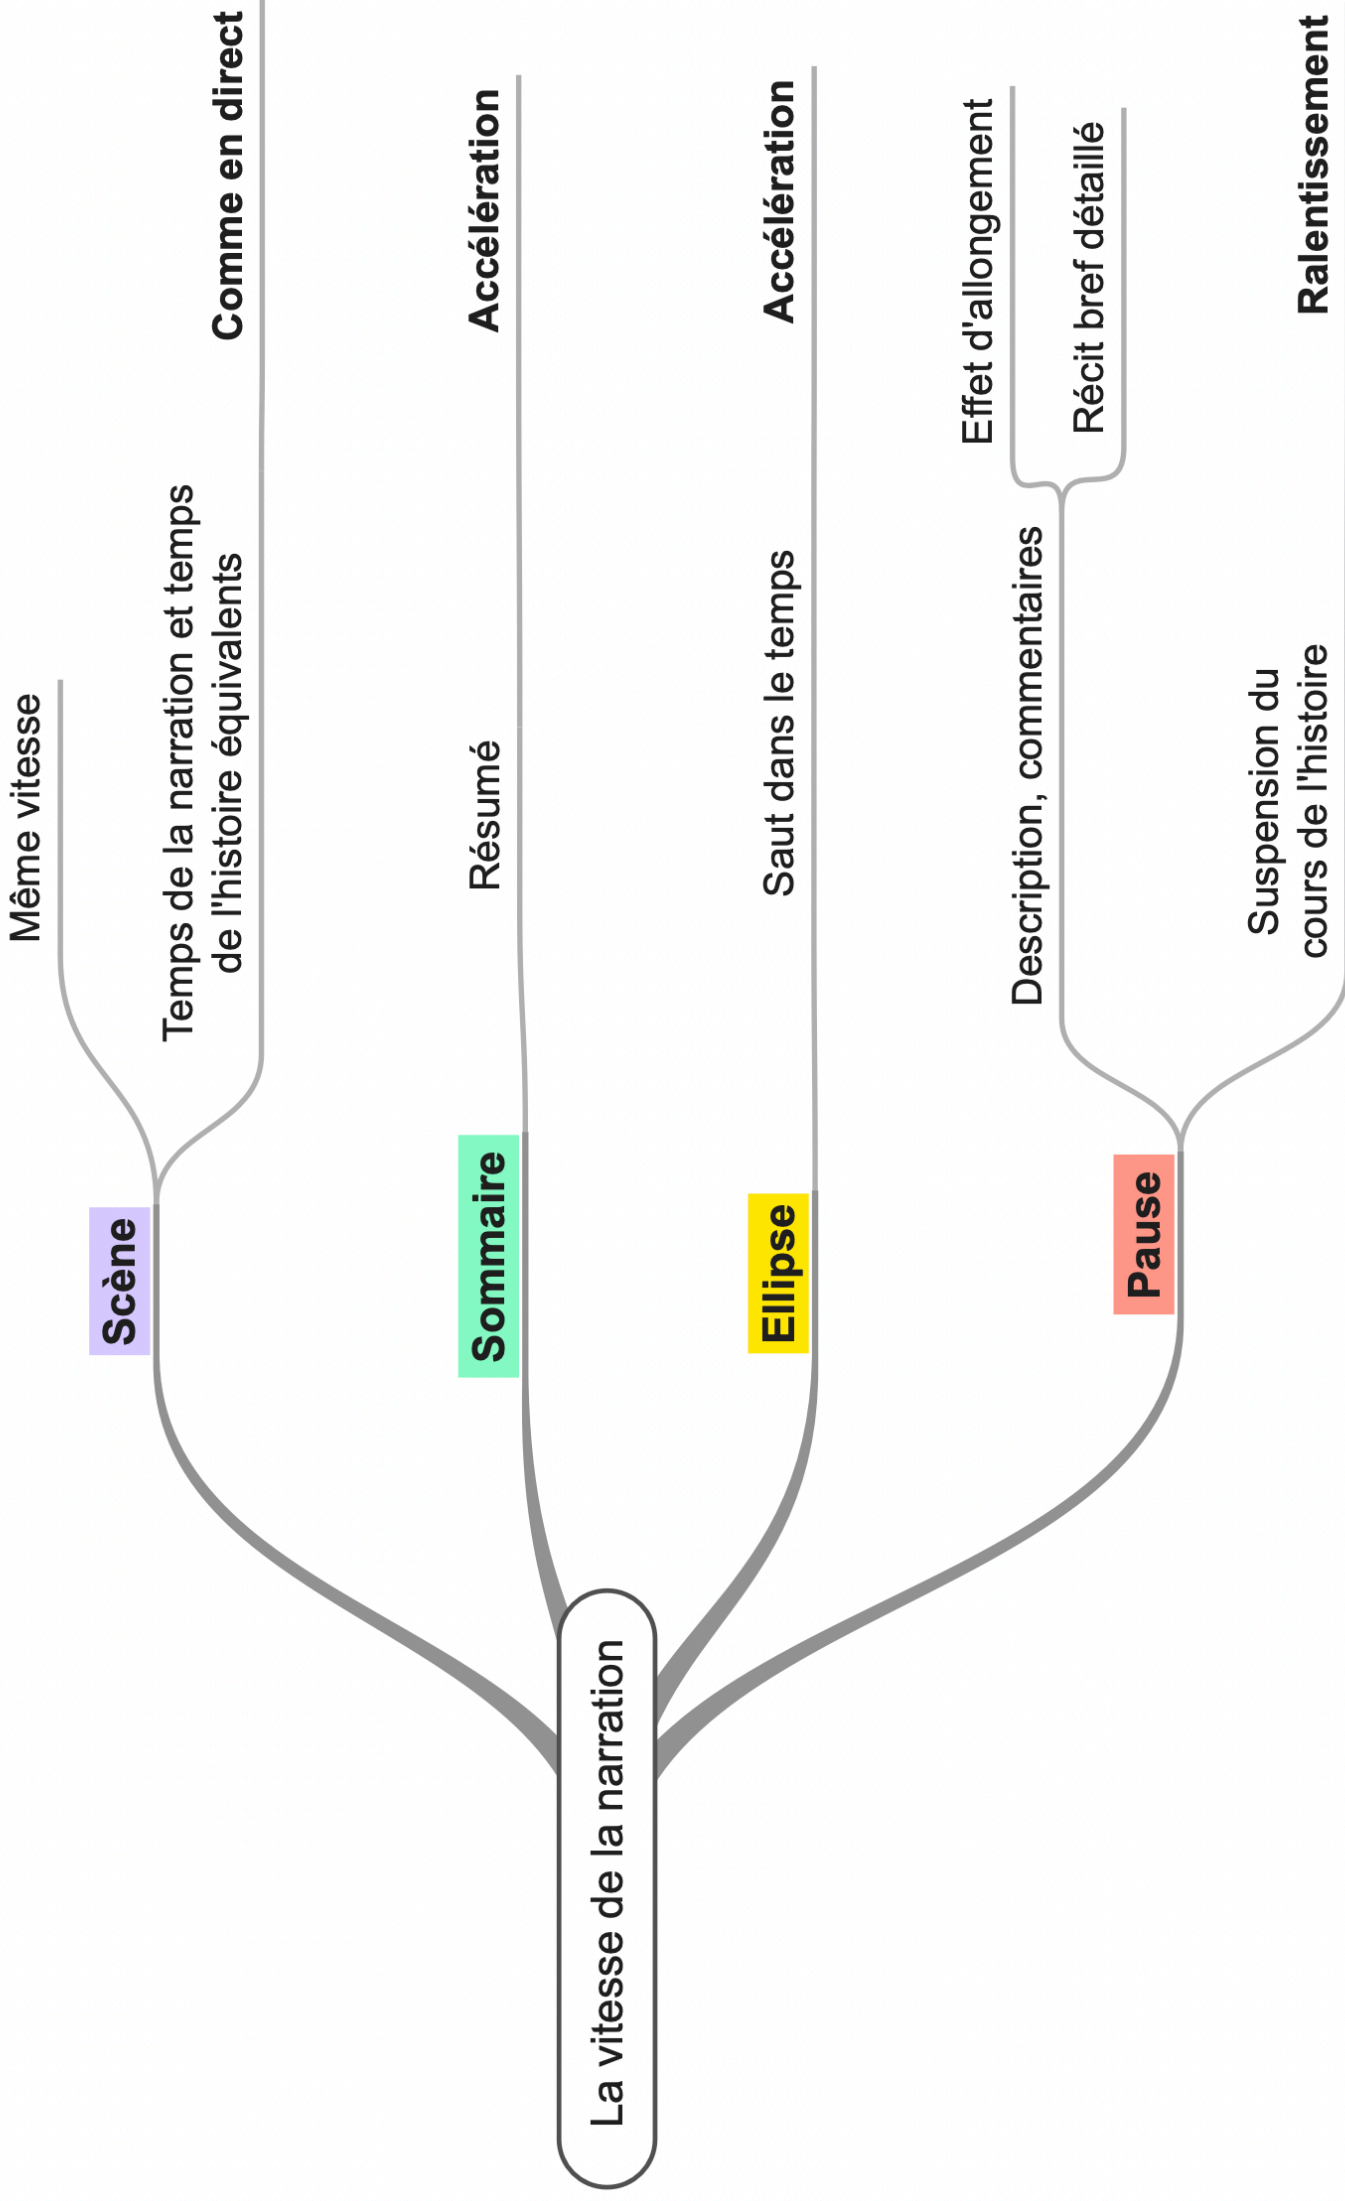 La vitesse de la narration
Scène
Même vitesse
Temps de la narration et temps
de l'histoire équivalents
Comme en direct
Sommaire
Résumé
Accélération
Ellipse
Saut dans le temps
Accélération
Pause
Description, commentaires
Effet d'allongement
Récit bref détaillé
Suspension du
cours de l'histoire
Ralentissement